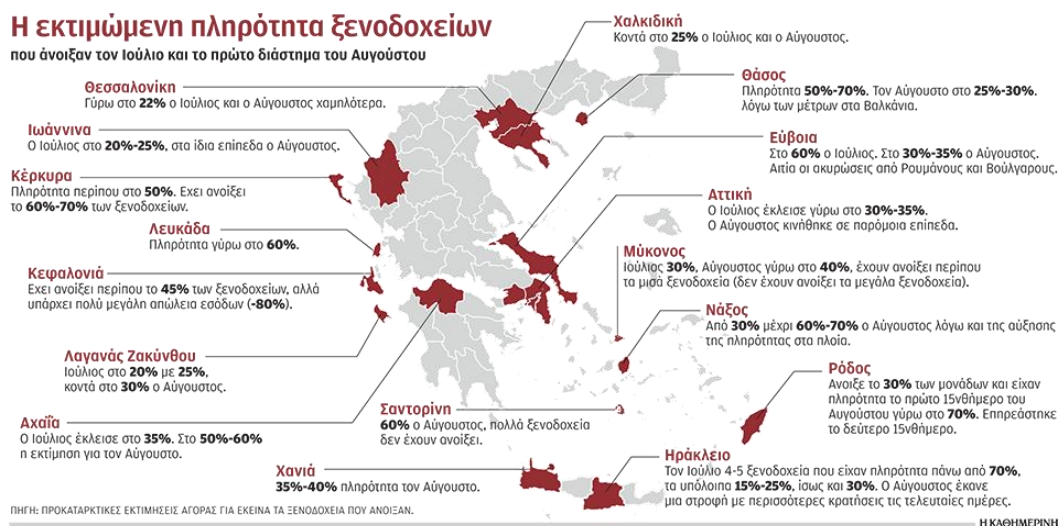 Η εκτιμώμενη πληρότητα ξενοδοχείων
που άνοιξαν τον Ιούλιο και το πρώτο διάστημα του Αυγούστου
Χαλκιδική
Κοντά στο 25% ο Ιούλιος και ο Αύγουστος.
Θεσσαλονίκη
Γύρω στο 22% ο Ιούλιος και ο Αύγουστος χαμηλότερα.
Θάσος
Πληρότητα 50%-70%. Τον Αύγουστο στο 25%-30%.
λόγω των μέτρων στα Βαλκάνια.
Ιωάννινα
Ο Ιούλιος στο 20%-25%, στα ίδια επίπεδα ο Αύγουστος.
Εύβοια
Στο 60% ο Ιούλιος. Στο 30%-35% ο Αύγουστος.
Αιτία οι ακυρώσεις από Ρουμάνους και Βούλγαρους.
Κέρκυρα
Πληρότητα περίπου στο 50%. Εχει ανοίξει
το 60%-70% των ξενοδοχείων.
Αττική
Ο Ιούλιος έκλεισε γύρω στο 30%-35%.
Ο Αύγουστος κινήθηκε σε παρόμοια επίπεδα.
Λευκάδα
Πληρότητα γύρω στο 60%.
Μύκονος
Ιούλιος 30%, Αύγουστος γύρω στο 40%, έχουν ανοίξει περίπου
τα μισά ξενοδοχεία (δεν έχουν ανοίξει τα μεγάλα ξενοδοχεία).
Κεφαλονιά
Εχει ανοίξει περίπου το 45% των ξενοδοχείων, αλλά
υπάρχει πολύ μεγάλη απώλεια εσόδων (-80%).
Νάξος
Από 30% μέχρι 60%-70% ο Αύγουστος λόγω και της αύξησης
της πληρότητας στα πλοία.
Λαγανάς Ζακύνθου
Ιούλιος στο 20% με 25%,
κοντά στο 30% ο Αύγουστος.
Ρόδος
Ανοιξε το 30% των μονάδων και είχαν
πληρότητα το πρώτο 15νθήμερο του
Αυγούστου γύρω στο 70%. Επηρεάστηκε
το δεύτερο 15νθήμερο.
Αχαΐα
Ο Ιούλιος έκλεισε στο 35%. Στο 50%-60%
η εκτίμηση για τον Αύγουστο.
Σαντορίνη
60% ο Αύγουστος, πολλά ξενοδοχεία
δεν έχουν ανοίξει.
Χανιά
35%-40% πληρότητα τον Αύγουστο.
Ηράκλειο
Τον Ιούλιο 4-5 ξενοδοχεία που είχαν πληρότητα πάνω από 70%,
τα υπόλοιπα 15%-25%, ίσως και 30%. Ο Αύγουστος έκανε
μια στροφή με περισσότερες κρατήσεις τις τελευταίες ημέρες.
ΠΗΓΗ: ΠΡΟΚΑΤΑΡΚΤΙΚΕΣ ΕΚΤΙΜΗΣΕΙΣ ΑΓΟΡΑΣ ΓΙΑ ΕΚΕΙΝΑ ΤΑ ΞΕΝΟΔΟΧΕΙΑ ΠΟΥ ΑΝΟΙΞΑΝ.
Η ΚΑΘΗΜΕΡΙΝΗ